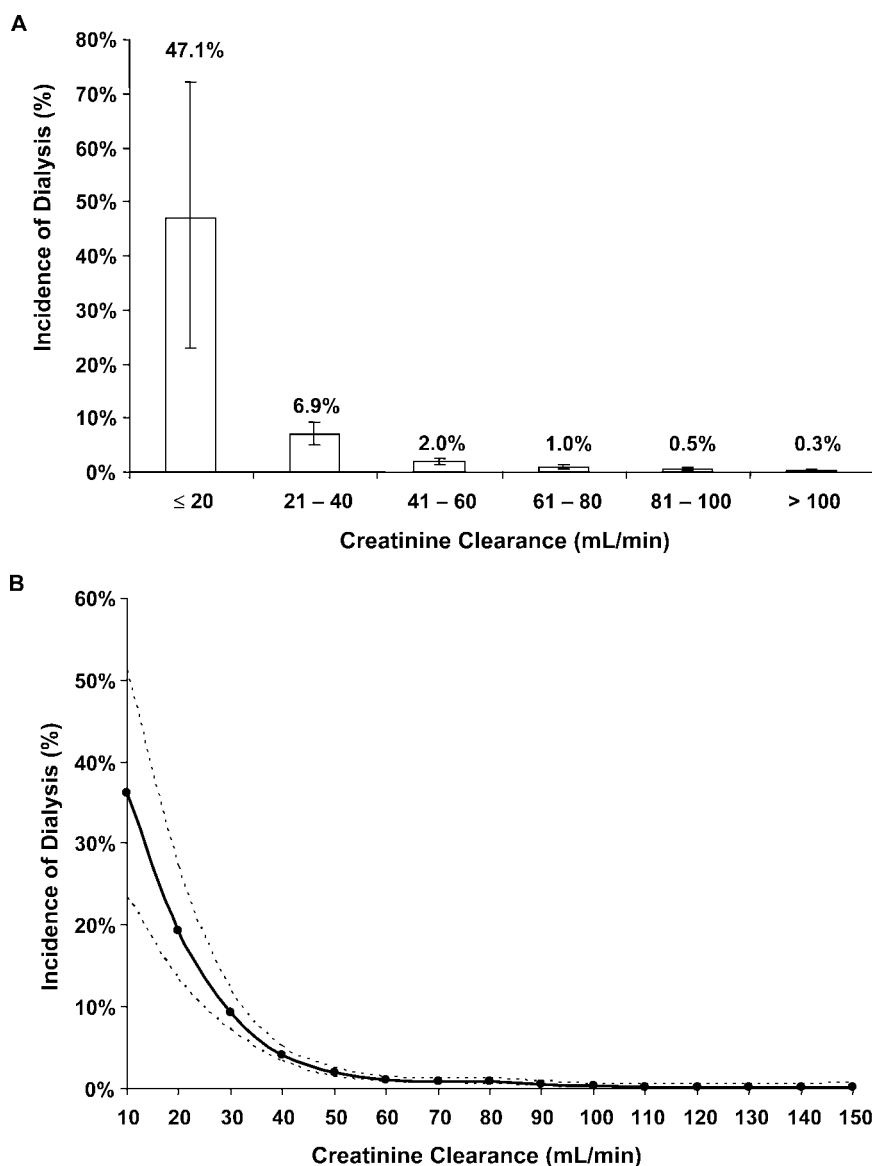 A
80%
70%
60%
50%
40%
30%
20%
10%
0%
Incidence of Dialysis (%)
47.1%
6.9%
2.0%
1.0%
0.5%
0.3%
≤ 20
21 – 40
41 – 60
61 – 80
81 – 100
> 100
Creatinine Clearance (mL/min)
B
60%
50%
40%
30%
20%
10%
0%
Incidence of Dialysis (%)
10 20 30 40 50 60 70 80 90 100 110 120 130 140 150
Creatinine Clearance (mL/min)